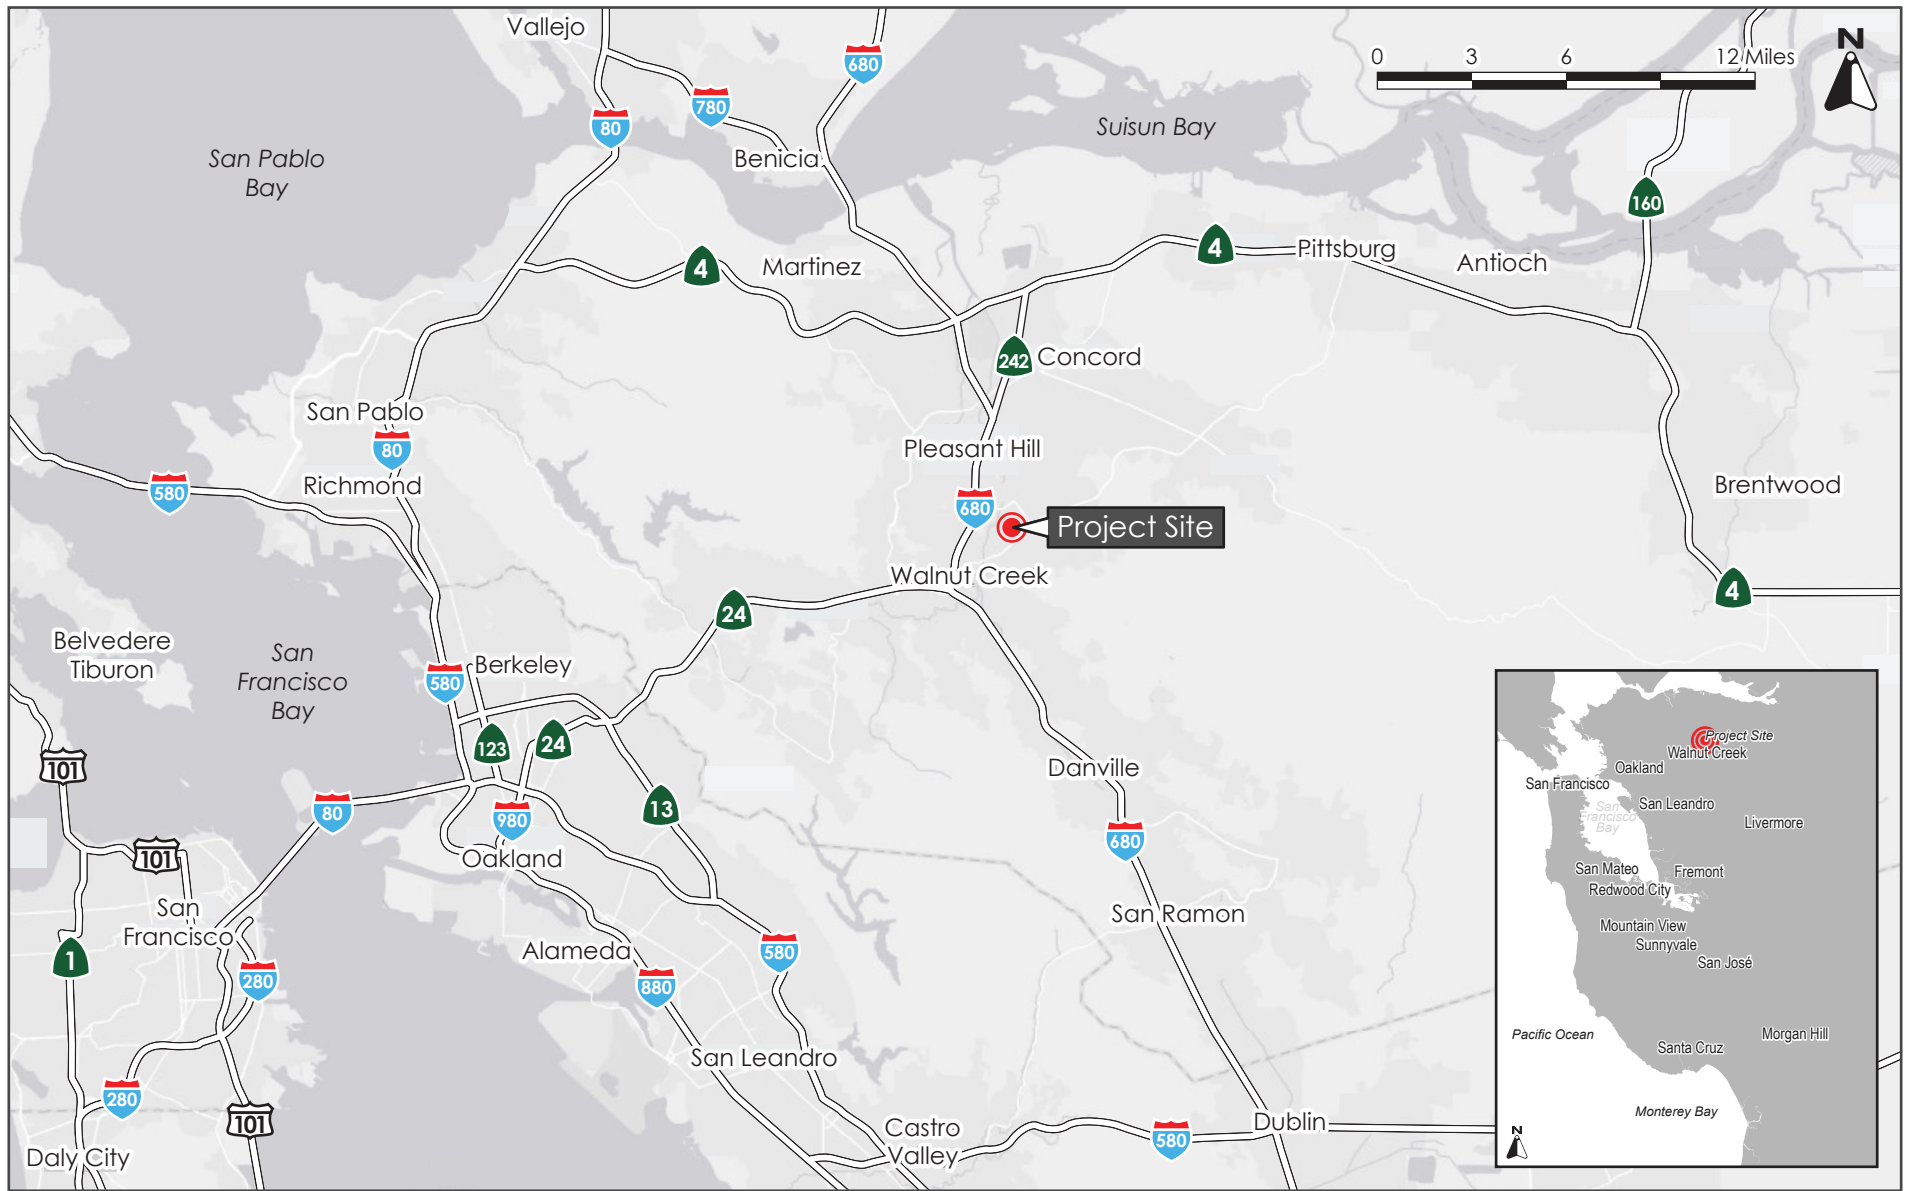 Vallejo
680
0 3 6 12 Miles
N
780
80
Suisun Bay
San Pablo
Bay
Benicia
160
4
Pittsburg
Antioch
4
Martinez
242
Concord
San Pablo
80
Pleasant Hill
Richmond
580
680
Project Site
Brentwood
Walnut Creek
4
24
Belvedere
Tiburon
San
Francisco
Bay
Berkeley
580
123
24
101
Danville
80
980
13
680
101
Oakland
San
Francisco
San Ramon
Alameda
580
1
280
880
San Leandro
280
101
Castro
Valley
580
Dublin
Daly City
Project Site
Walnut Creek
Oakland
San Francisco
San Leandro
San
Francisco
Bay
Livermore
San Mateo
Fremont
Redwood City
Mountain View
Sunnyvale
San José
Pacific Ocean
Morgan Hill
Santa Cruz
Monterey Bay
N